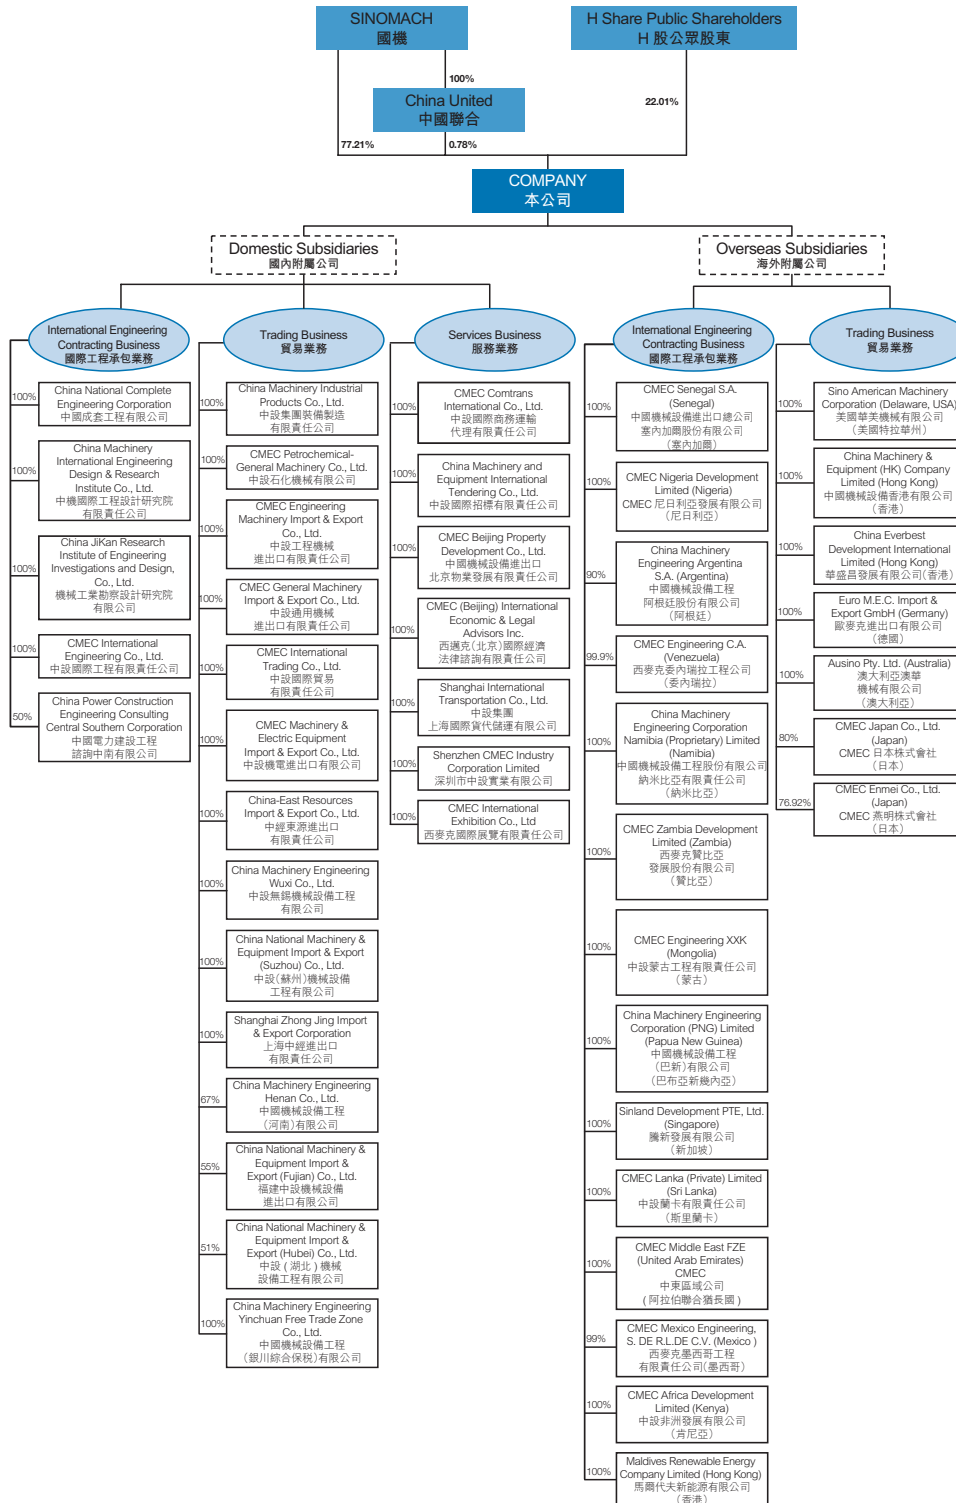 SINOMACH
國機
H Share Public Shareholders
H 股公眾股東
100%
China United
中國聯合
22.01%
77.21%
0.78%
COMPANY
本公司
Domestic Subsidiaries
國內附屬公司
Overseas Subsidiaries
海外附屬公司
International Engineering
Contracting Business
國際工程承包業務
100%
China National Complete
Engineering Corporation
中國成套工程有限公司
100%
China Machinery
International Engineering
Design & Research
Institute Co., Ltd.
中機國際工程設計研究院
有限責任公司
100%
China JiKan Research
Institute of Engineering
Investigations and Design,
Co., Ltd.
機械工業勘察設計研究院
有限公司
100%
CMEC International
Engineering Co., Ltd.
中設國際工程有限責任公司
50%
China Power Construction
Engineering Consulting
Central Southern Corporation
中國電力建設工程
諮詢中南有限公司
Trading Business
貿易業務
100%
China Machinery Industrial
Products Co., Ltd.
中設集團裝備製造
有限責任公司
100%
CMEC Petrochemical-
General Machinery Co., Ltd.
中設石化機械有限公司
100%
CMEC Engineering
Machinery Import & Export
Co., Ltd.
中設工程機械
進出口有限責任公司
100%
CMEC General Machinery
Import & Export Co., Ltd.
中設通用機械
進出口有限責任公司
100%
CMEC International
Trading Co., Ltd.
中設國際貿易
有限責任公司
100%
CMEC Machinery &
Electric Equipment
Import & Export Co., Ltd.
中設機電進出口有限公司
100%
China-East Resources
Import & Export Co., Ltd.
中經東源進出口
有限責任公司
100%
China Machinery Engineering
Wuxi Co., Ltd.
中設無錫機械設備工程
有限公司
100%
China National Machinery &
Equipment Import & Export
(Suzhou) Co., Ltd.
中設(蘇州)機械設備
工程有限公司
100%
Shanghai Zhong Jing Import
& Export Corporation
上海中經進出口
有限責任公司
67%
China Machinery Engineering
Henan Co., Ltd.
中國機械設備工程
(河南)有限公司
55%
China National Machinery &
Equipment Import &
Export (Fujian) Co., Ltd.
福建中設機械設備
進出口有限公司
51%
China National Machinery &
Equipment Import &
Export (Hubei) Co., Ltd.
中設 ( 湖北 ) 機械
設備工程有限公司
100%
China Machinery Engineering
Yinchuan Free Trade Zone
Co., Ltd.
中國機械設備工程
(銀川綜合保税)有限公司
Services Business
服務業務
100%
CMEC Comtrans
International Co., Ltd.
中設國際商務運輸
代理有限責任公司
100%
China Machinery and
Equipment International
Tendering Co., Ltd.
中設國際招標有限責任公司
100%
CMEC Beijing Property
Development Co., Ltd.
中國機械設備進出口
北京物業發展有限責任公司
100%
CMEC (Beijing) International
Economic & Legal
Advisors Inc.
西邁克(北京)國際經濟
法律諮詢有限責任公司
100%
Shanghai International
Transportation Co., Ltd.
中設集團
上海國際貨代儲運有限公司
100%
Shenzhen CMEC Industry
Corporation Limited
深圳市中設實業有限公司
100%
CMEC International
Exhibition Co., Ltd
西麥克國際展覽有限責任公司
International Engineering
Contracting Business
國際工程承包業務
100%
CMEC Senegal S.A.
(Senegal)
中國機械設備進出口總公司
塞內加爾股份有限公司
(塞內加爾)
100%
CMEC Nigeria Development
Limited (Nigeria)
CMEC 尼日利亞發展有限公司
(尼日利亞)
90%
China Machinery
Engineering Argentina
S.A. (Argentina)
中國機械設備工程
阿根廷股份有限公司
(阿根廷)
99.9%
CMEC Engineering C.A.
(Venezuela)
西麥克委內瑞拉工程公司
(委內瑞拉)
100%
China Machinery
Engineering Corporation
Namibia (Proprietary) Limited
(Namibia)
中國機械設備工程股份有限公司
納米比亞有限責任公司
(納米比亞)
100%
CMEC Zambia Development
Limited (Zambia)
西麥克贊比亞
發展股份有限公司
(贊比亞)
100%
CMEC Engineering XXK
(Mongolia)
中設蒙古工程有限責任公司
(蒙古)
100%
China Machinery Engineering
Corporation (PNG) Limited
(Papua New Guinea)
中國機械設備工程
(巴新)有限公司
(巴布亞新幾內亞)
100%
Sinland Development PTE, Ltd.
(Singapore)
騰新發展有限公司
(新加坡)
100%
CMEC Lanka (Private) Limited
(Sri Lanka)
中設蘭卡有限責任公司
(斯里蘭卡)
100%
CMEC Middle East FZE
(United Arab Emirates)
CMEC
中東區域公司
( 阿拉伯聯合酋長國 )
99%
CMEC Mexico Engineering,
S. DE R.L.DE C.V. (Mexico )
西麥克墨西哥工程
有限責任公司(墨西哥)
100%
CMEC Africa Development
Limited (Kenya)
中設非洲發展有限公司
(肯尼亞)
100%
Maldives Renewable Energy
Company Limited (Hong Kong)
馬爾代夫新能源有限公司
(香港)
Trading Business
貿易業務
100%
Sino American Machinery
Corporation (Delaware, USA)
美國華美機械有限公司
(美國特拉華州)
100%
China Machinery &
Equipment (HK) Company
Limited (Hong Kong)
中國機械設備香港有限公司
(香港)
100%
China Everbest
Development International
Limited (Hong Kong)
華盛昌發展有限公司(香港)
100%
Euro M.E.C. Import &
Export GmbH (Germany)
歐麥克進出口有限公司
(德國)
100%
Ausino Pty. Ltd. (Australia)
澳大利亞澳華
機械有限公司
(澳大利亞)
80%
CMEC Japan Co., Ltd.
(Japan)
CMEC 日本株式會社
(日本)
76.92%
CMEC Enmei Co., Ltd.
(Japan)
CMEC 燕明株式會社
(日本)